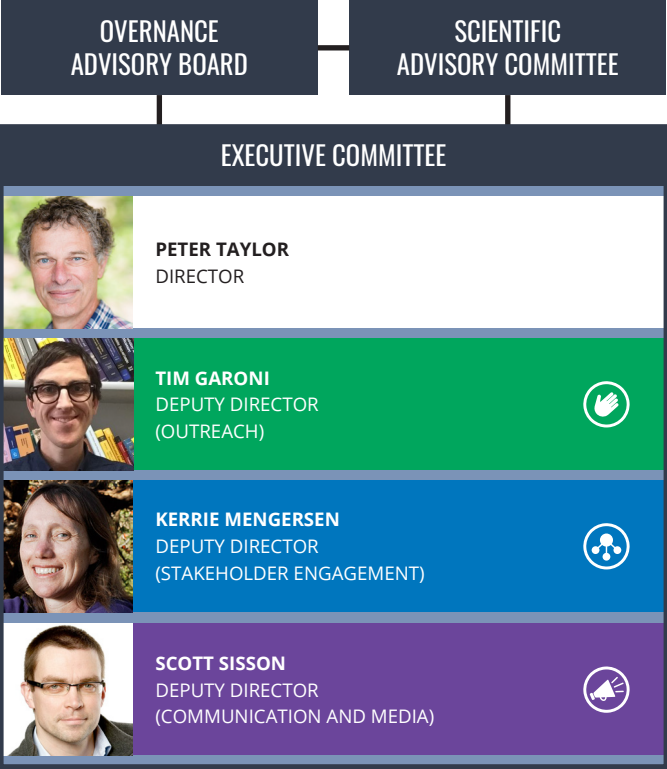 OVERNANCE
ADVISORY BOARD
SCIENTIFIC
ADVISORY COMMITTEE
EXECUTIVE COMMITTEE
PETER TAYLOR
DIRECTOR
TIM GARONI
DEPUTY DIRECTOR
(OUTREACH)
KERRIE MENGERSEN
DEPUTY DIRECTOR
(STAKEHOLDER ENGAGEMENT)
SCOTT SISSON
DEPUTY DIRECTOR
(COMMUNICATION AND MEDIA)